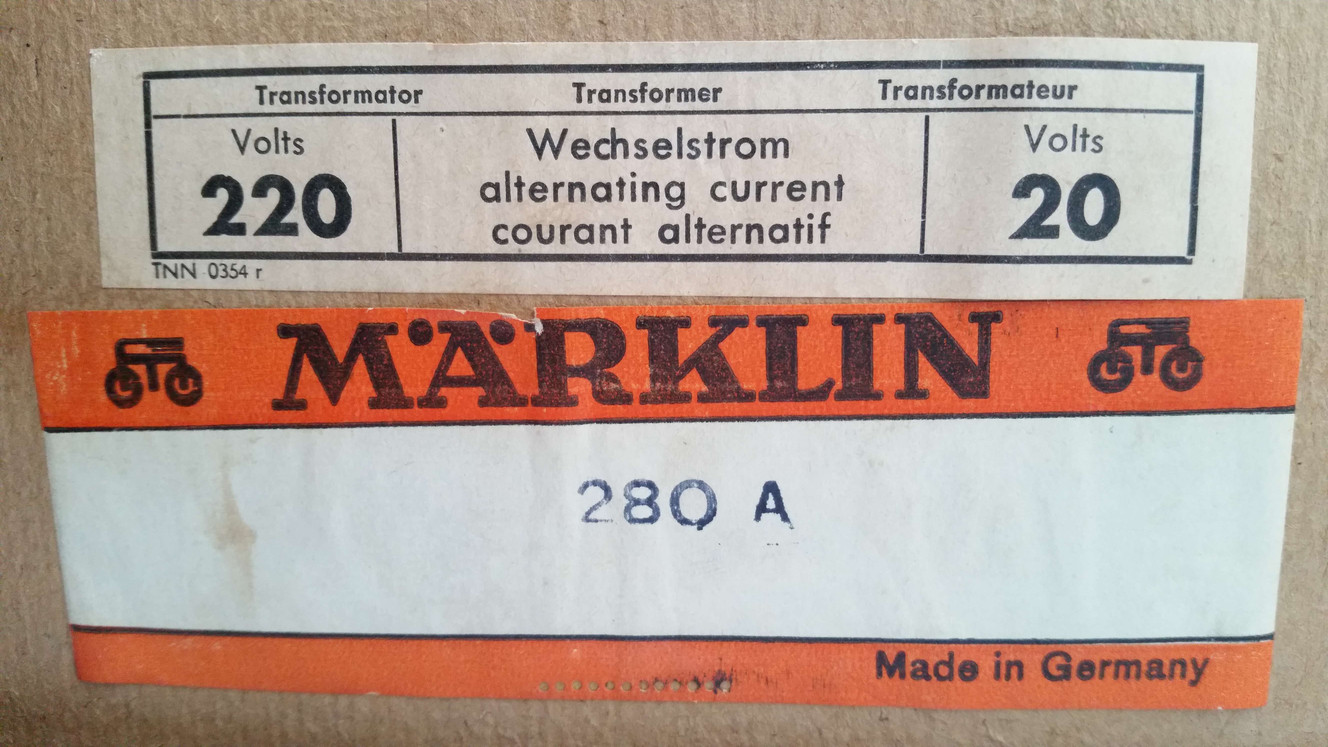 Transformator Transformer Transformateur
Volts Wechselstrom Volts
220 alternating current 20
courant alternatif
TNN 0354 r
MÄRKLIN
280 A
Made in Germany